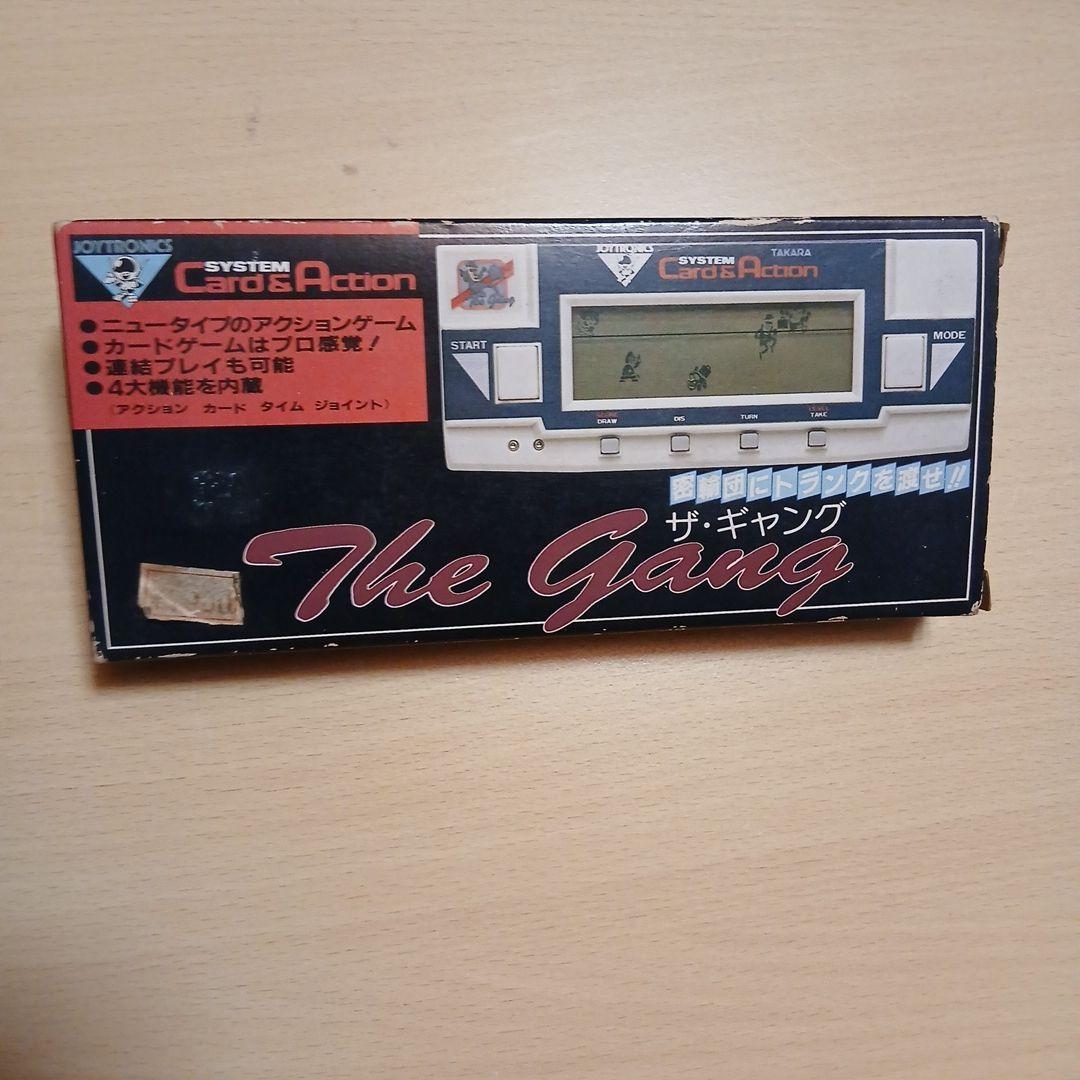 JOYTRONICS
SYSTEM
Card & Action
●ニュータイプのアクションゲーム
●カードゲームはプロ感覚!
●連結プレイも可能
●4大機能を内蔵
(アクション カード タイム ジョイント)
JOYTRONICS
SYSTEM
Card & Action
TAKARA
START
MODE
SCORE
DRAW
DIS
TURN
LEVEL
TAKE
密輸団にトランクを渡せ!!
ザ・ギャング
The Gang